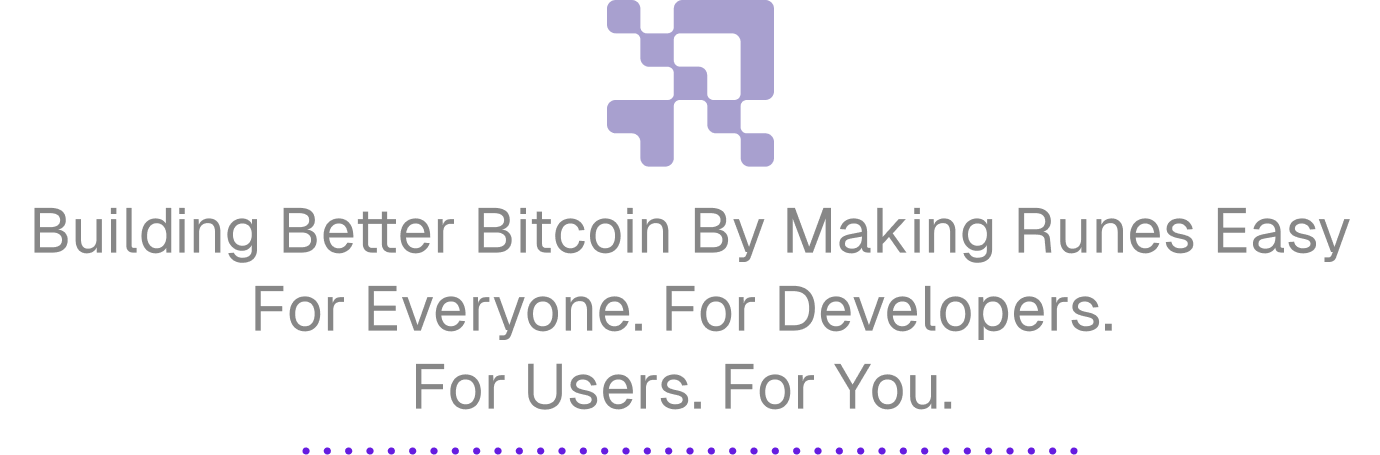 Building Better Bitcoin By Making Runes Easy
For Everyone. For Developers.
For Users. For You.